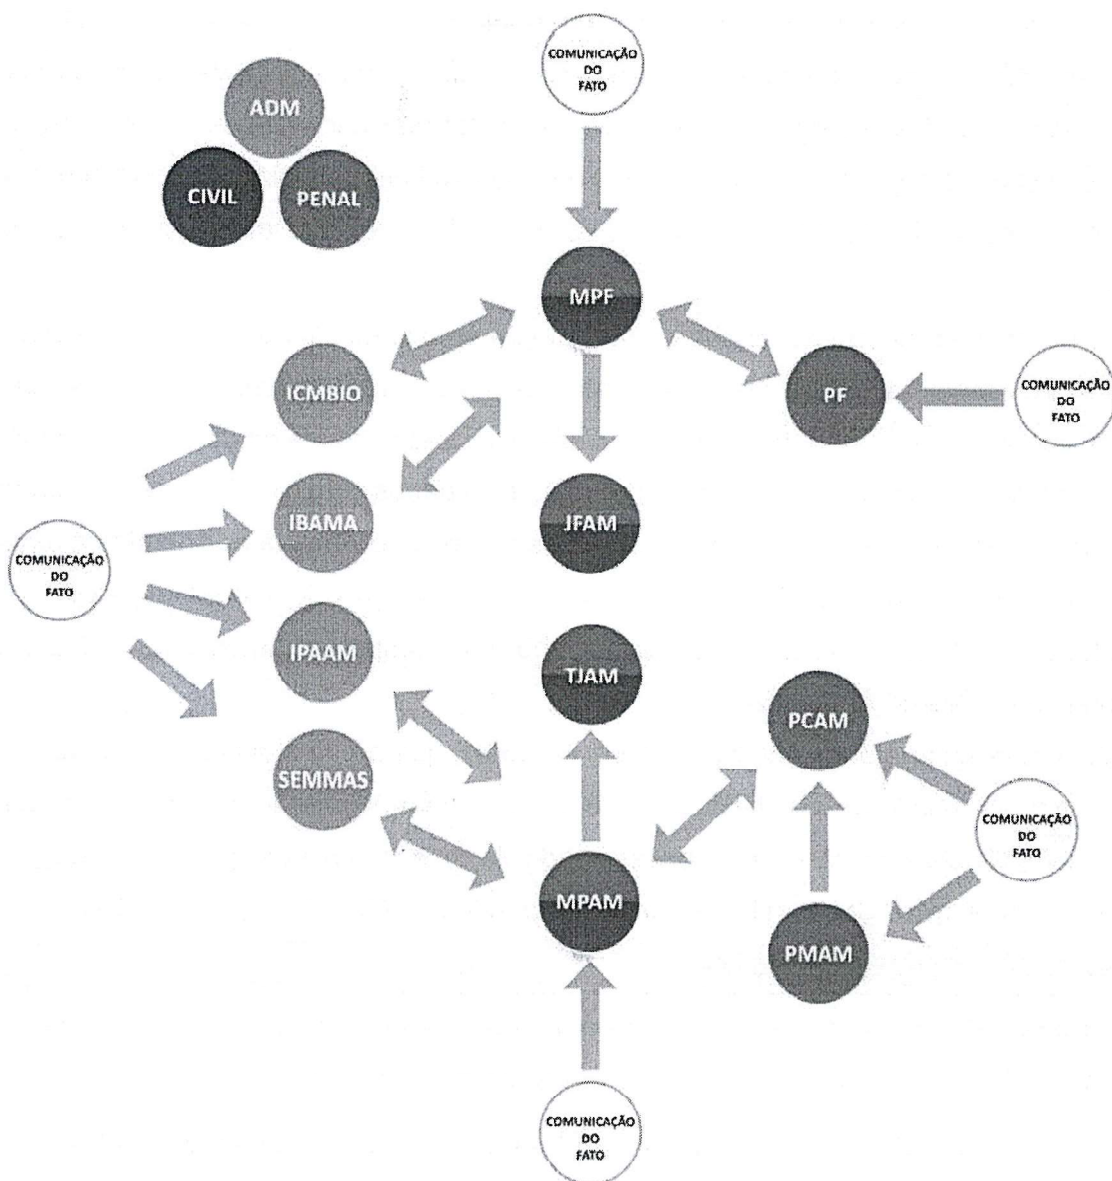 COMUNICAÇÃO
DO
FATO
ADM
CIVIL
PENAL
MPF
ICMBIO
PF
COMUNICAÇÃO
DO
FATO
IBAMA
JFAM
COMUNICAÇÃO
DO
FATO
IPAAM
TJAM
PCAM
SEMMAS
COMUNICAÇÃO
DO
FATO
MPAM
PMAM
COMUNICAÇÃO
DO
FATO